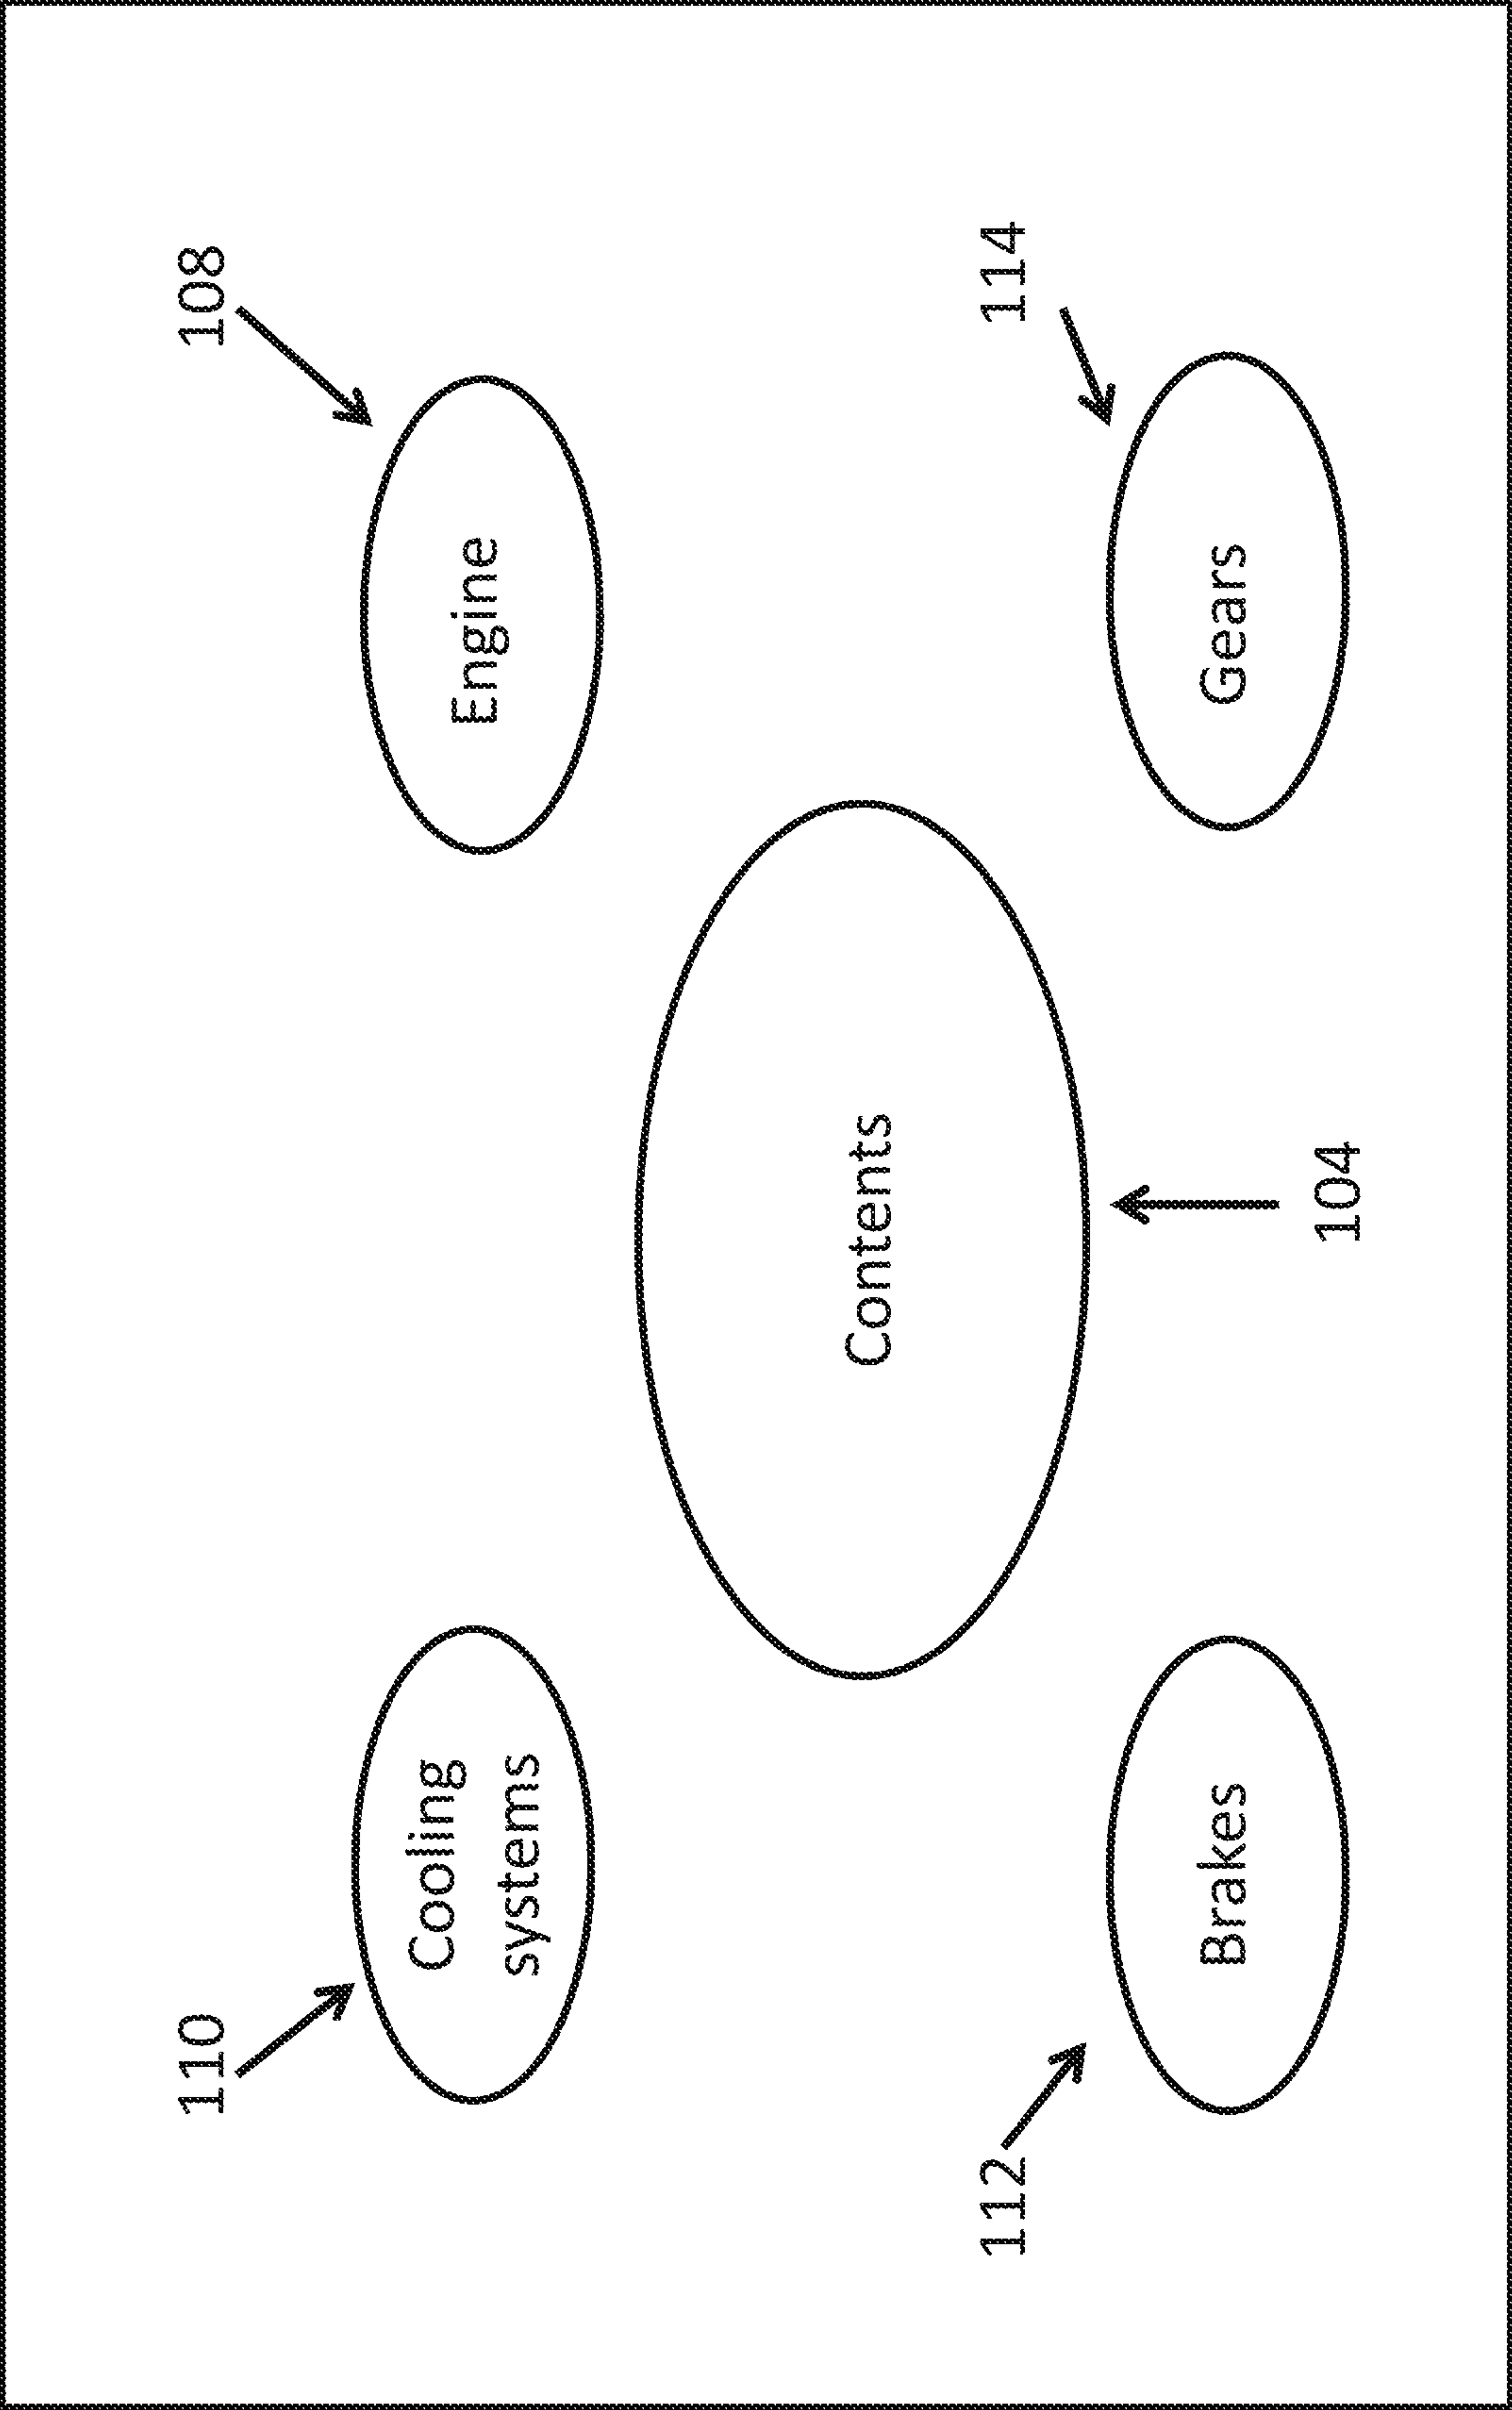 110
108
Cooling
systems
Engine
Contents
112
114
Brakes
Gears
104